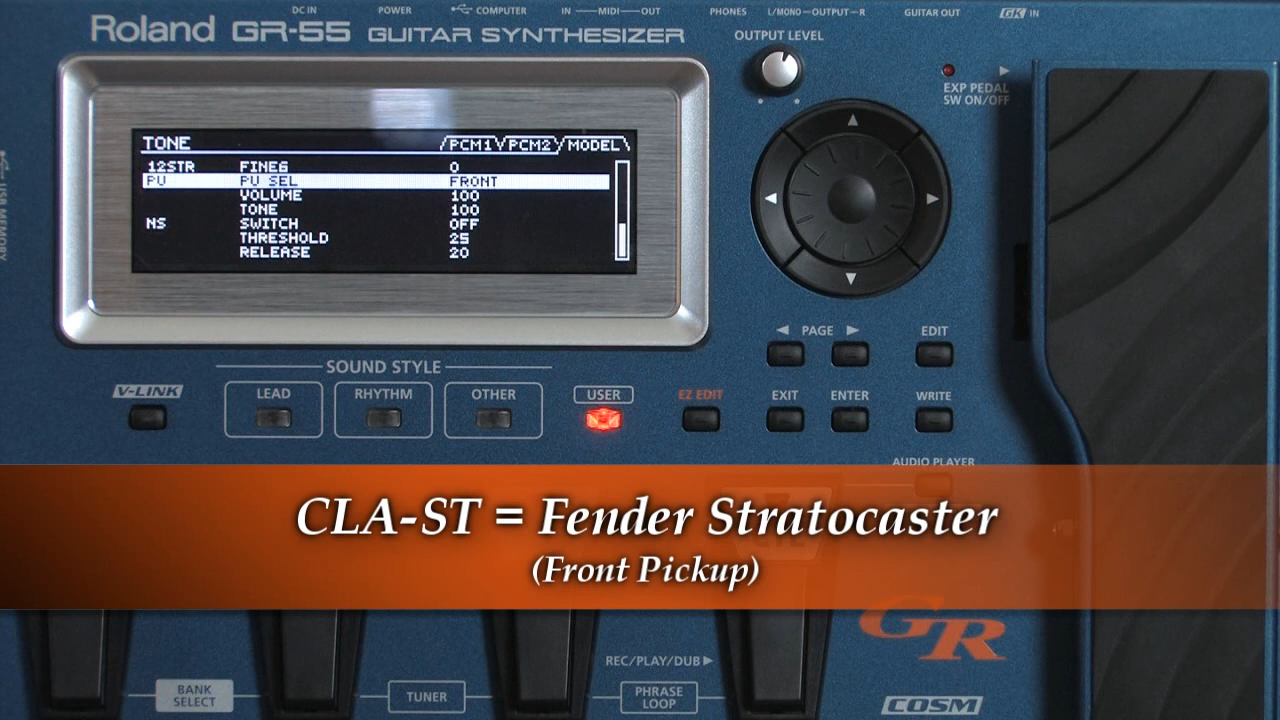 DC IN POWER COMPUTER IN MIDI OUT PHONES L/MONO-OUTPUT-R GUITAR OUT GK IN
Roland GR-55 GUITAR SYNTHESIZER
OUTPUT LEVEL
EXP PEDAL
SW ON/OFF
USB MEMORY
TONE PCM1 PCM2 MODEL
12STR FINE6 0
PU PU SEL FRONT
VOLUME 100
TONE 100
NS SWITCH OFF
THRESHOLD 25
RELEASE 20
PAGE EDIT
SOUND STYLE
V-LINK LEAD RHYTHM OTHER USER EZ EDIT EXIT ENTER WRITE
AUDIO PLAYER
CLA-ST = Fender Stratocaster
(Front Pickup)
GR
REC/PLAY/DUB
BANK
SELECT
TUNER
PHRASE
LOOP
COSM